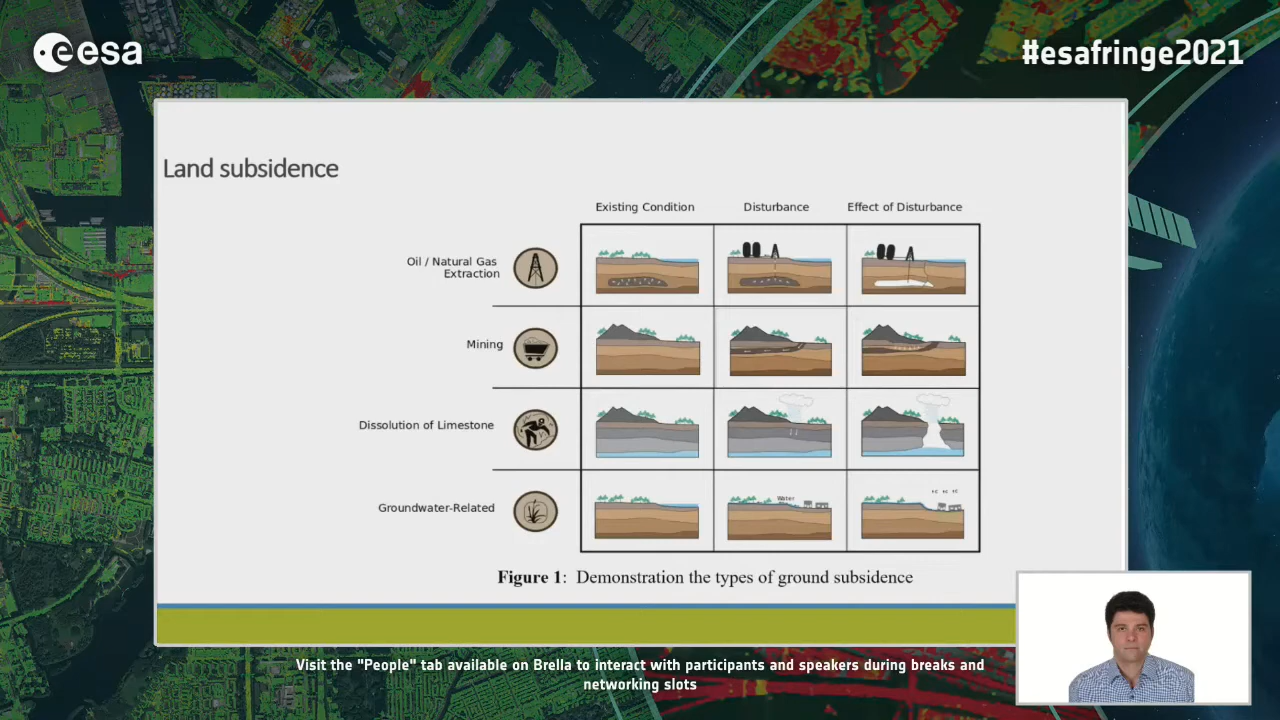 esa
#esafringe2021
Land subsidence
Existing Condition
Disturbance
Effect of Disturbance
Oil / Natural Gas
Extraction
Mining
Dissolution of Limestone
Groundwater-Related
Water
Figure 1: Demonstration the types of ground subsidence
Visit the "People" tab available on Brella to interact with participants and speakers during breaks and
networking slots